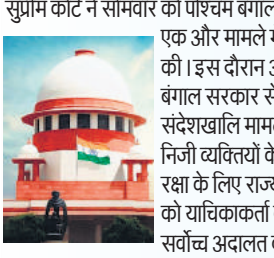 सुप्रीम कोर्ट ने सोमवार को पश्चिम बंगाल
एक और मामले
की। इस दौरान
बंगाल सरकार से
संदेशखालि
निजी व्यक्तियों के
रक्षा के लिए
को याचिकाकर्ता
सर्वोच्च अदालत